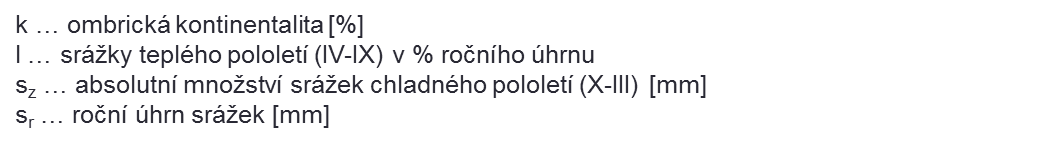 k … ombrická kontinentalita [%]
l … srážky teplého pololetí (IV-IX) v % ročního úhrnu
sz … absolutní množství srážek chladného pololetí (X-III) [mm]
sr … roční úhrn srážek [mm]